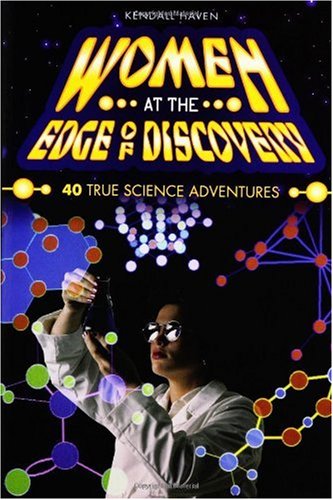 KENDALL HAVEN
WOMEN
AT THE
EDGE OF DISCOVERY
40 TRUE SCIENCE ADVENTURES